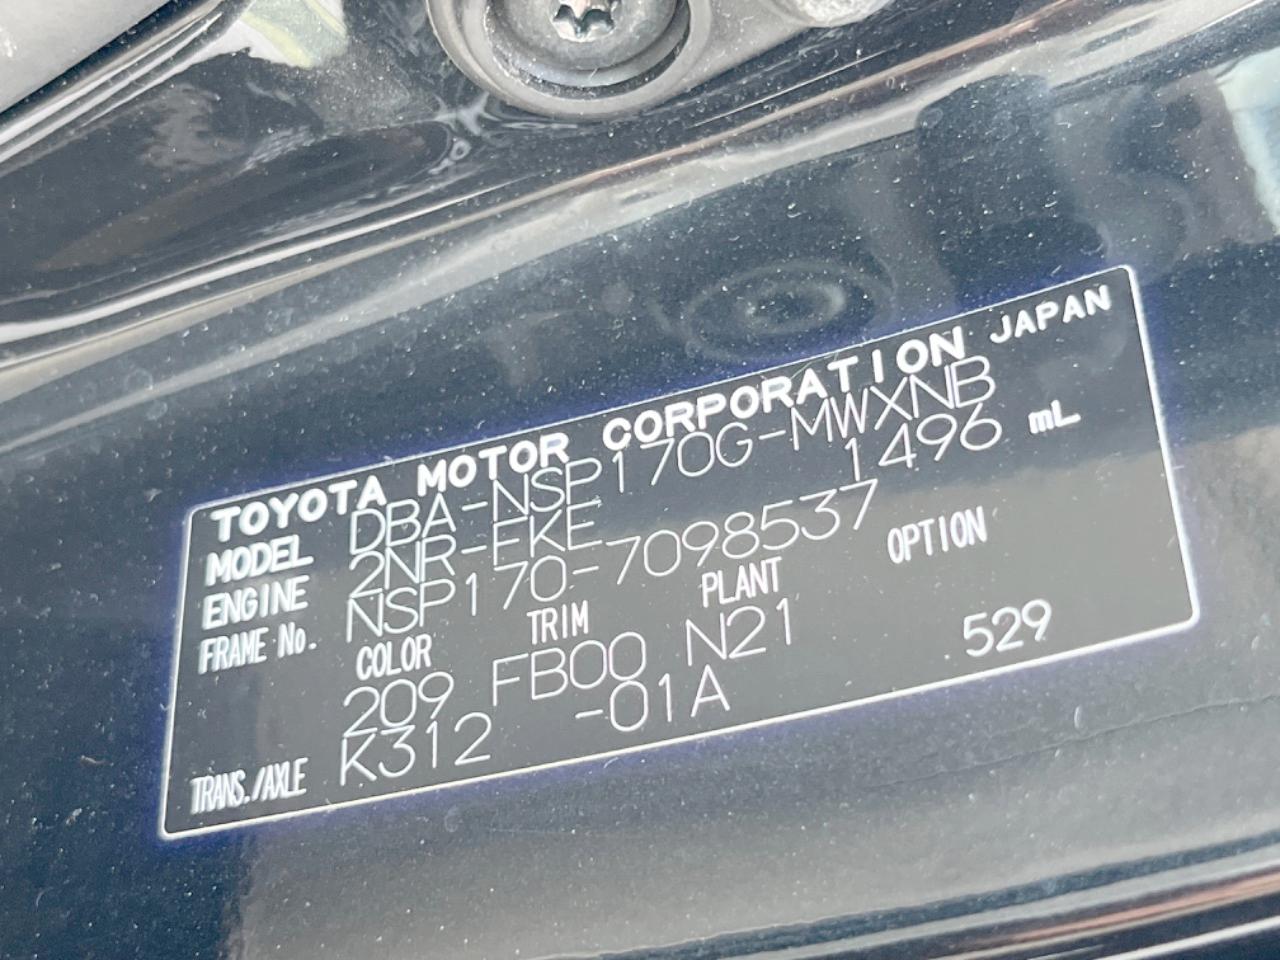 TOYOTA MOTOR CORPORATION JAPAN
MODEL DBA-NSP170G-MWXNB
ENGINE 2NR-FKE 1496 mL
FRAME No. NSP170-7098537
COLOR TRIM PLANT OPTION
209 FB00 N21 529
TRANS./AXLE K312 -01A